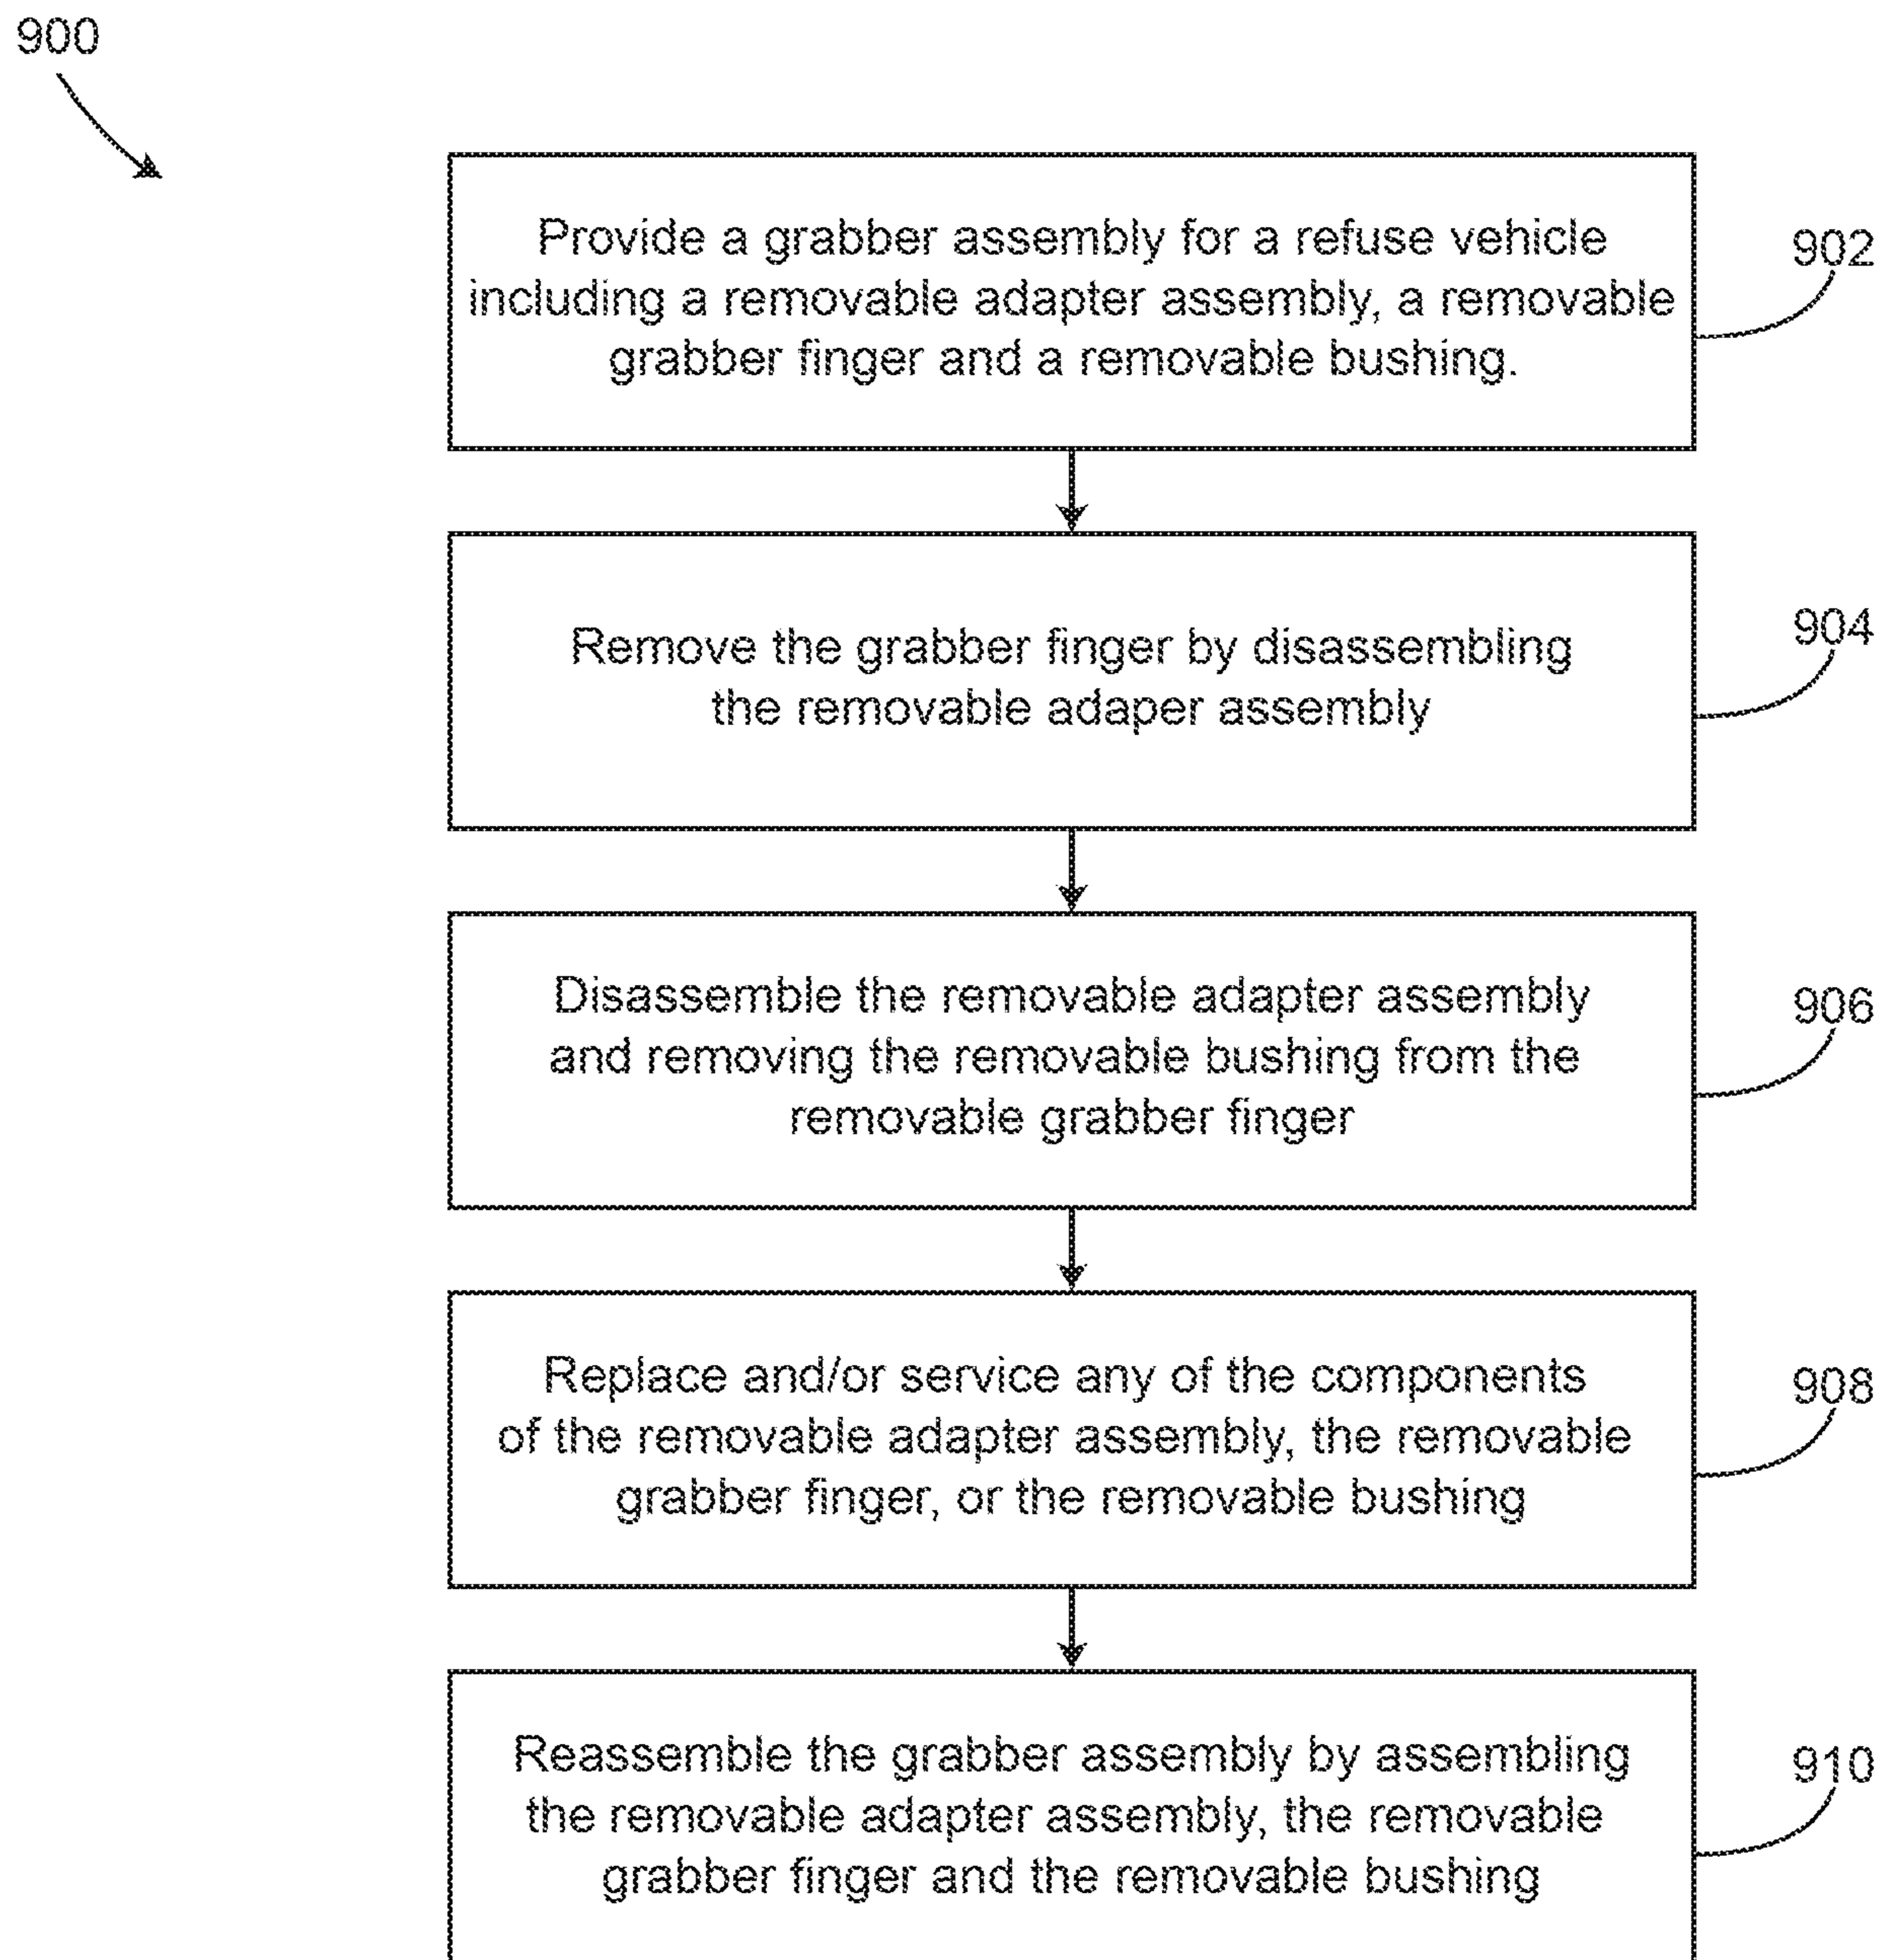 900
Provide a grabber assembly for a refuse vehicle
including a removable adapter assembly, a removable
grabber finger and a removable bushing.
902
Remove the grabber finger by disassembling
the removable adaper assembly
904
Disassemble the removable adapter assembly
and removing the removable bushing from the
removable grabber finger
906
Replace and/or service any of the components
of the removable adapter assembly, the removable
grabber finger, or the removable bushing
908
Reassemble the grabber assembly by assembling
the removable adapter assembly, the removable
grabber finger and the removable bushing
910